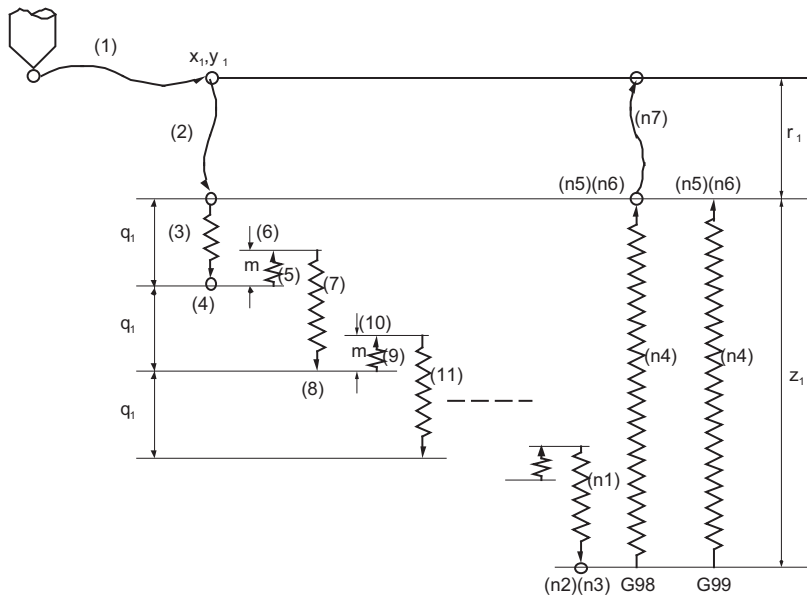 (1)
x₁,y₁
(2)
(n7)
r₁
(n5)(n6)
(n5)(n6)
q₁
(3)
(6)
m
(5)
(7)
(4)
q₁
(10)
m
(9)
(n4)
(n4)
z₁
(8)
(11)
q₁
(n1)
(n2)(n3)
G98
G99